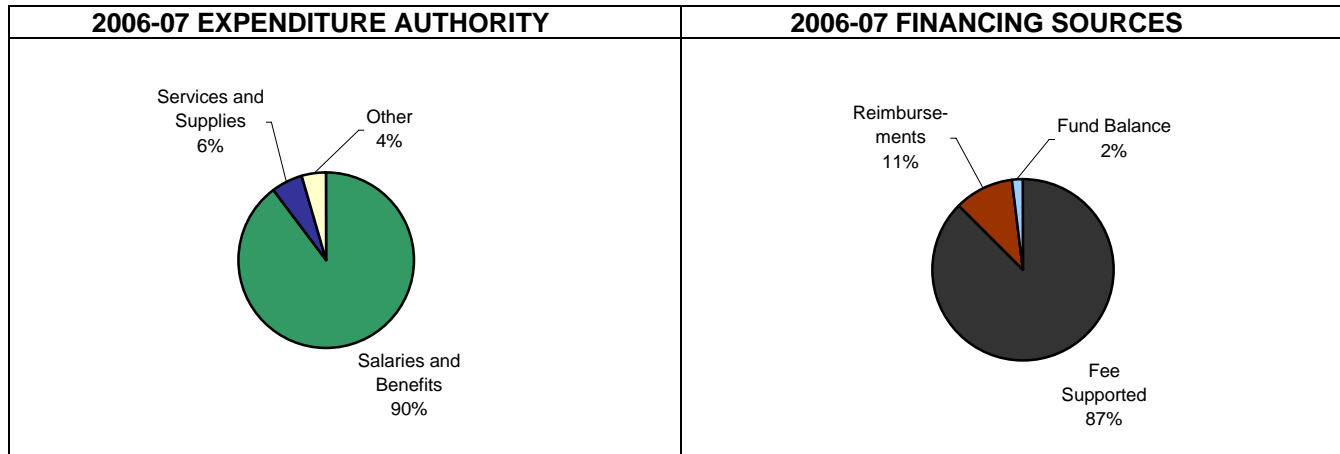 2006-07 EXPENDITURE AUTHORITY
Services and
Supplies
6%
Other
4%
Salaries and
Benefits
90%
2006-07 FINANCING SOURCES
Reimburse-
ments
11%
Fund Balance
2%
Fee
Supported
87%